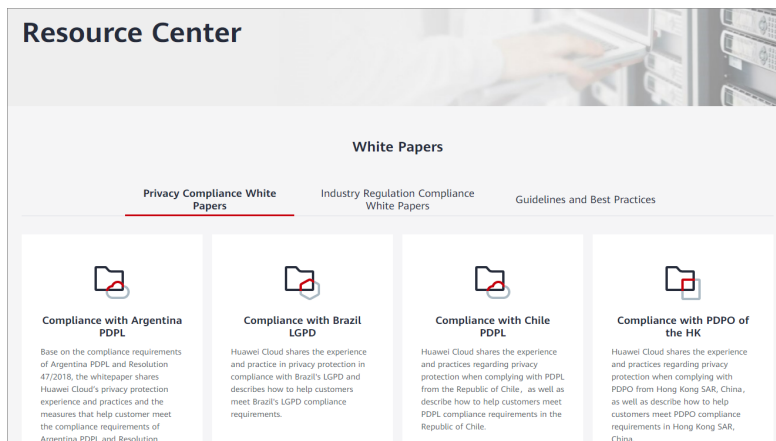 Resource Center
White Papers
Privacy Compliance White
Papers
Industry Regulation Compliance
White Papers
Guidelines and Best Practices
Compliance with Argentina
PDPL
Base on the compliance requirements
of Argentina PDPL and Resolution
47/2018, the whitepaper shares
Huawei Cloud's privacy protection
experience and practices and the
measures that help customer meet
the compliance requirements of
Argentina PDPL and Resolution
Compliance with Brazil
LGPD
Huawei Cloud shares the experience
and practice in privacy protection in
compliance with Brazil's LGPD and
describes how to help customers
meet Brazil's LGPD compliance
requirements.
Compliance with Chile
PDPL
Huawei Cloud shares the experience
and practices regarding privacy
protection when complying with PDPL
from the Republic of Chile，as well as
describe how to help customers meet
PDPL compliance requirements in the
Republic of Chile.
Compliance with PDPO of
the HK
Huawei Cloud shares the experience
and practices regarding privacy
protection when complying with
PDPO from Hong Kong SAR, China，
as well as describe how to help
customers meet PDPO compliance
requirements in Hong Kong SAR,
China.